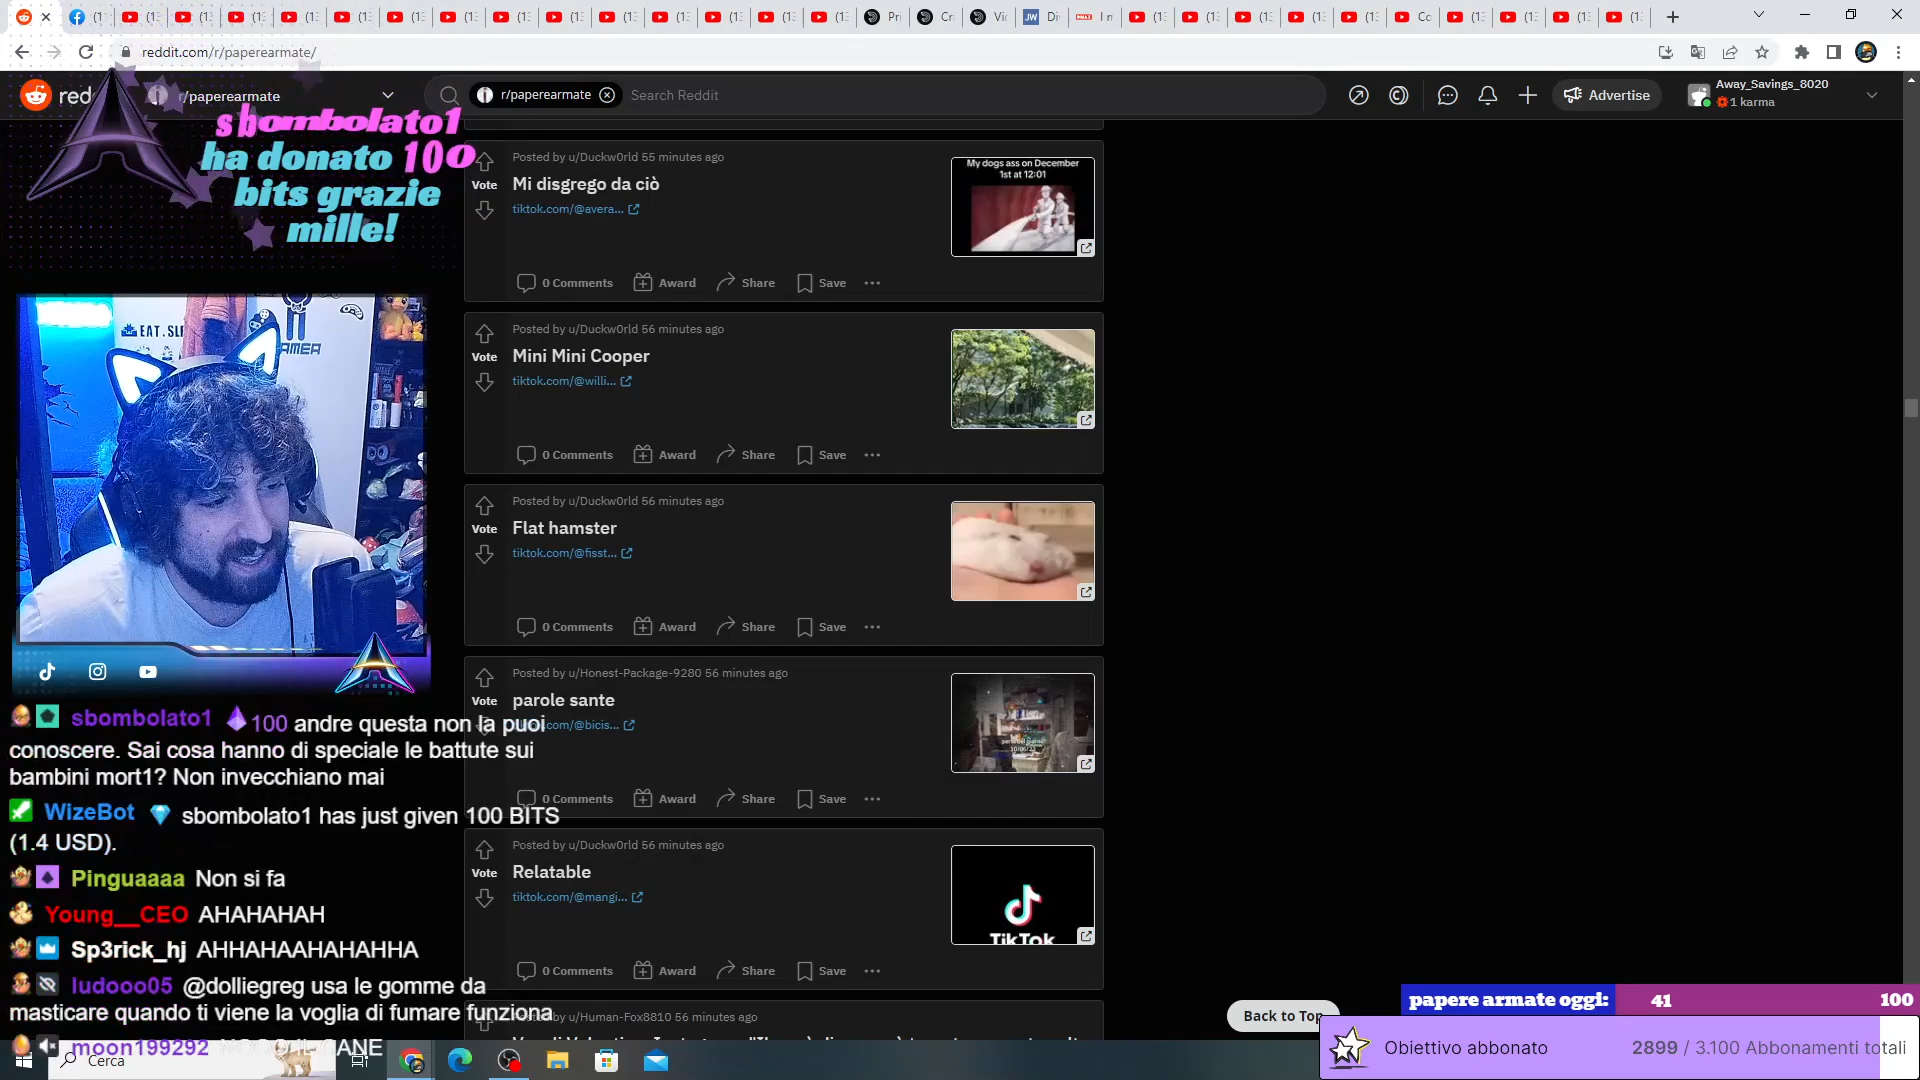 reddit.com/r/paperearmate/
red
r/paperearmate
r/paperearmate
Search Reddit
Advertise
Away_Savings_8020
1 karma
sbombolato1
ha donato 100
bits grazie
mille!
EAT.SL
GAMER
Posted by u/Duckw0rld 55 minutes ago
Mi disgrego da ciò
tiktok.com/@avera...
Vote
My dogs ass on December
1st at 12:01
0 Comments Award Share Save
Posted by u/Duckw0rld 56 minutes ago
Mini Mini Cooper
tiktok.com/@willi...
Vote
0 Comments Award Share Save
Posted by u/Duckw0rld 56 minutes ago
Flat hamster
tiktok.com/@fisst...
Vote
0 Comments Award Share Save
Posted by u/Honest-Package-9280 56 minutes ago
parole sante
.com/@bicis...
Vote
0 Comments Award Share Save
Posted by u/Duckw0rld 56 minutes ago
Relatable
tiktok.com/@mangi...
Vote
TikTok
0 Comments Award Share Save
Posted by u/Human-Fox8810 56 minutes ago
sbombolato1 100 andre questa non la puoi
conoscere. Sai cosa hanno di speciale le battute sui
bambini mort1? Non invecchiano mai
WizeBot sbombolato1 has just given 100 BITS
(1.4 USD).
Pinguaaaa Non si fa
Young__CEO AHAHAHAH
Sp3rick_hj AHHAHAAHAHAHHA
ludooo05 @dolliegreg usa le gomme da
masticare quando ti viene la voglia di fumare funziona
moon199292
Cerca
Back to Top
papere armate oggi: 41 100
Obiettivo abbonato 2899 / 3.100 Abbonamenti totali